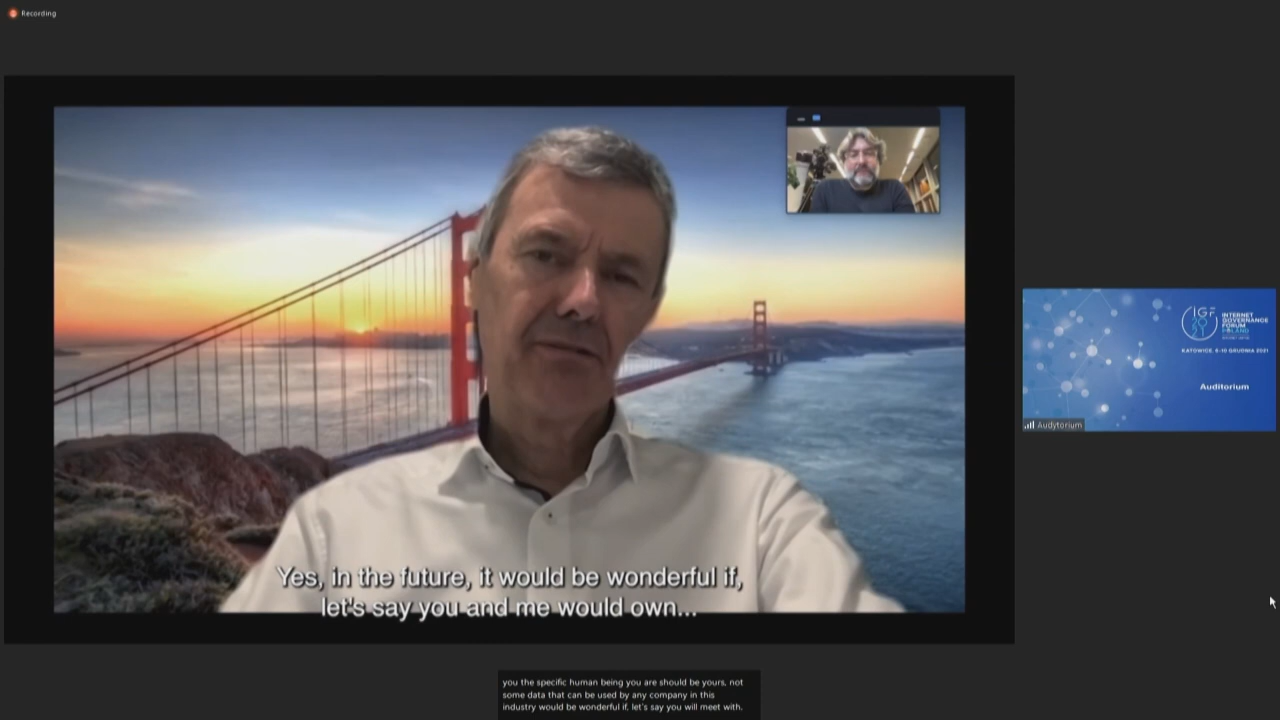 Recording
IGF
2021
INTERNET
GOVERNANCE
FORUM
POLAND
KATOWICE, 6-10 GRUDNIA 2021
Auditorium
Audytorium
Yes, in the future, it would be wonderful if,
let's say you and me would own...
you the specific human being you are should be yours, not
some data that can be used by any company in this
industry would be wonderful if, let's say you will meet with.